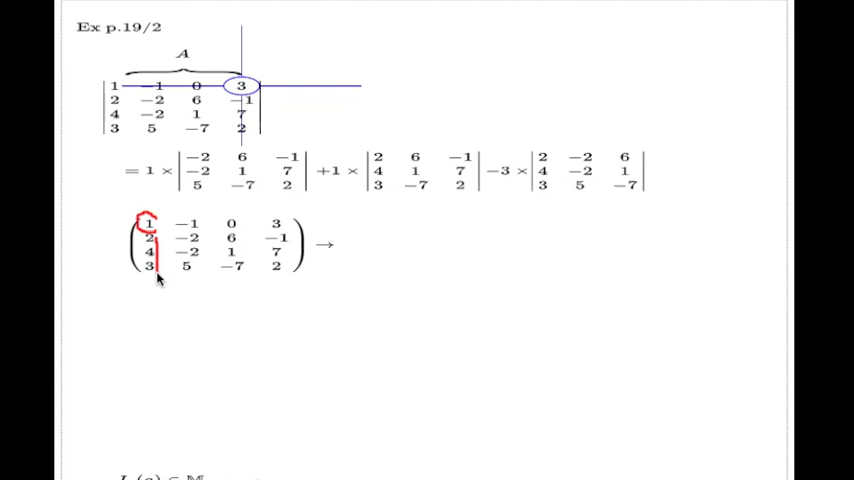 Ex p.19/2
A
| 1 −1 0 3 |
| 2 −2 6 −1 |
| 4 −2 1 7 |
| 3 5 −7 2 |
= 1 × | −2 6 −1 | +1 × | 2 6 −1 | −3 × | 2 −2 6 |
| −2 1 7 | | 4 1 7 | | 4 −2 1 |
| 5 −7 2 | | 3 −7 2 | | 3 5 −7 |
( 1 −1 0 3 )
( 2 −2 6 −1 ) →
( 4 −2 1 7 )
( 3 5 −7 2 )